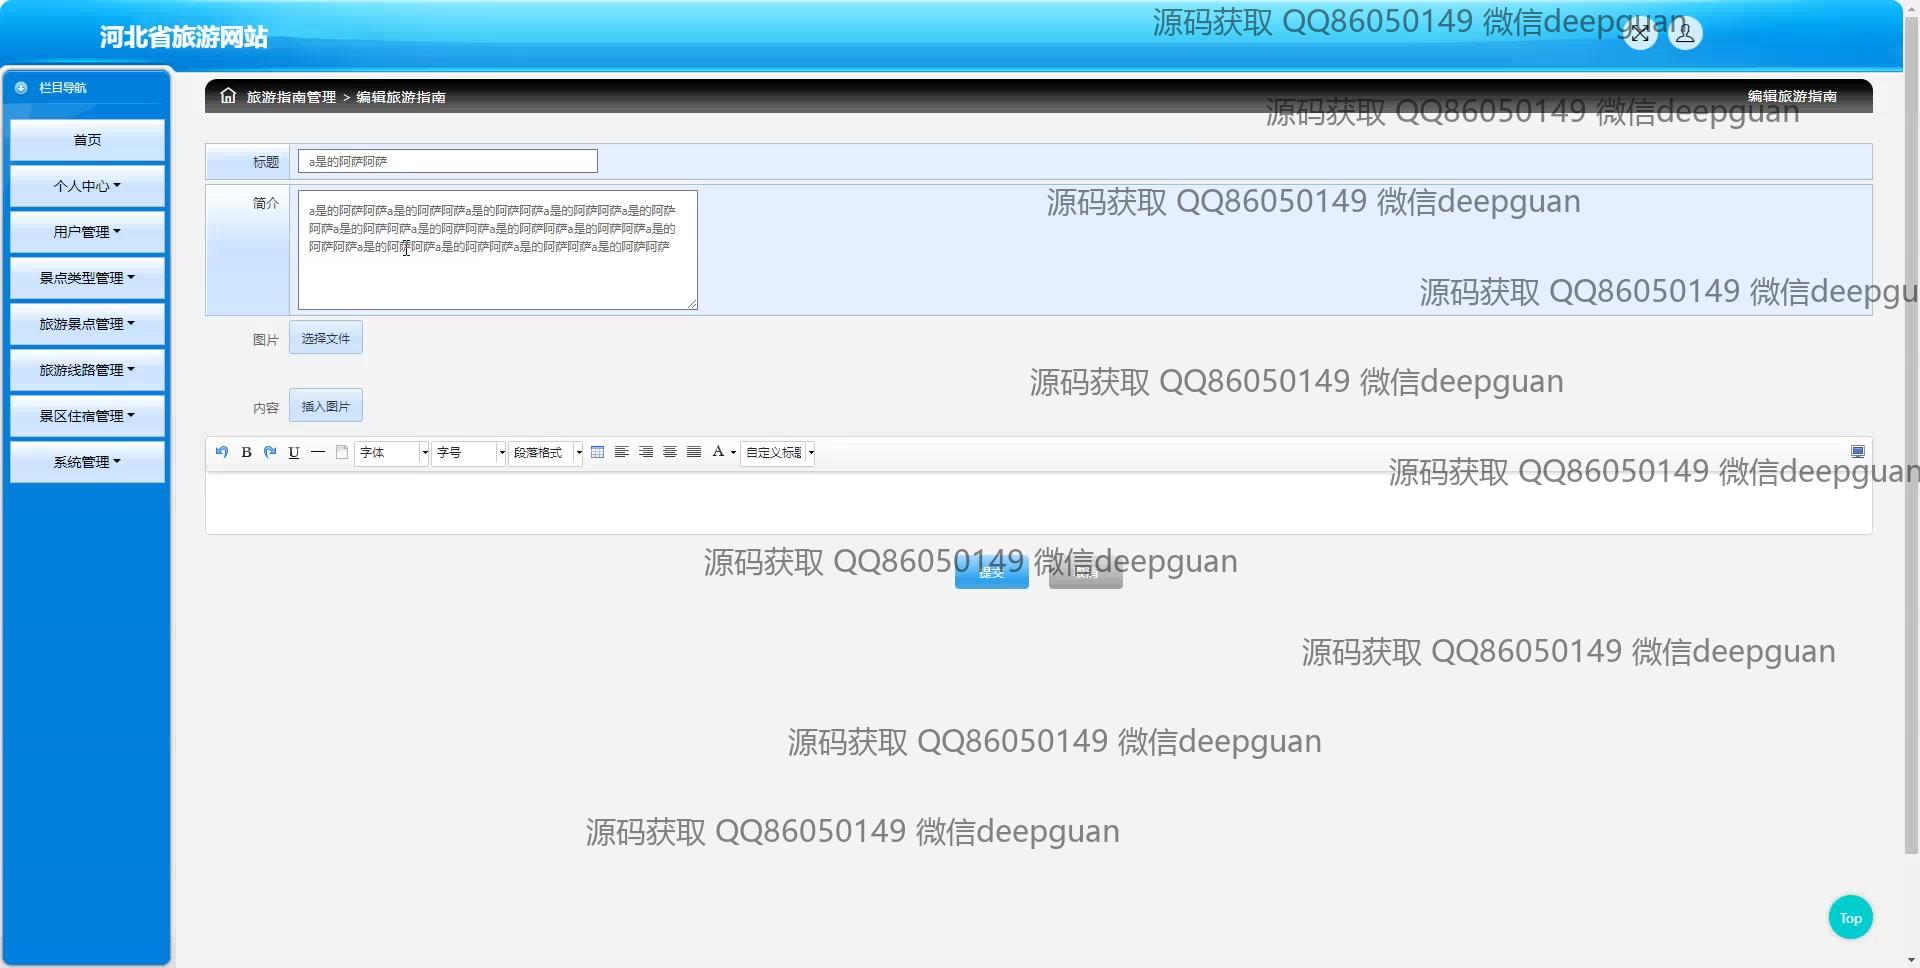 河北省旅游网站
源码获取 QQ86050149 微信deepguan
栏目导航
首页
个人中心
用户管理
景点类型管理
旅游景点管理
旅游线路管理
景区住宿管理
系统管理
旅游指南管理 > 编辑旅游指南
编辑旅游指南
源码获取 QQ86050149 微信deepguan
标题 a是的阿萨阿萨
简介
a是的阿萨阿萨a是的阿萨阿萨a是的阿萨阿萨a是的阿萨阿萨a是的阿萨
阿萨a是的阿萨阿萨a是的阿萨阿萨a是的阿萨阿萨a是的阿萨阿萨a是的
阿萨阿萨a是的阿萨阿萨a是的阿萨阿萨a是的阿萨阿萨a是的阿萨阿萨
源码获取 QQ86050149 微信deepguan
源码获取 QQ86050149 微信deepgu
图片 选择文件
源码获取 QQ86050149 微信deepguan
内容 插入图片
B U 字体 字号 段落格式 A 自定义标题
源码获取 QQ86050149 微信deepguan
源码获取 QQ86050149 微信deepguan
提交 取消
源码获取 QQ86050149 微信deepguan
源码获取 QQ86050149 微信deepguan
源码获取 QQ86050149 微信deepguan
Top